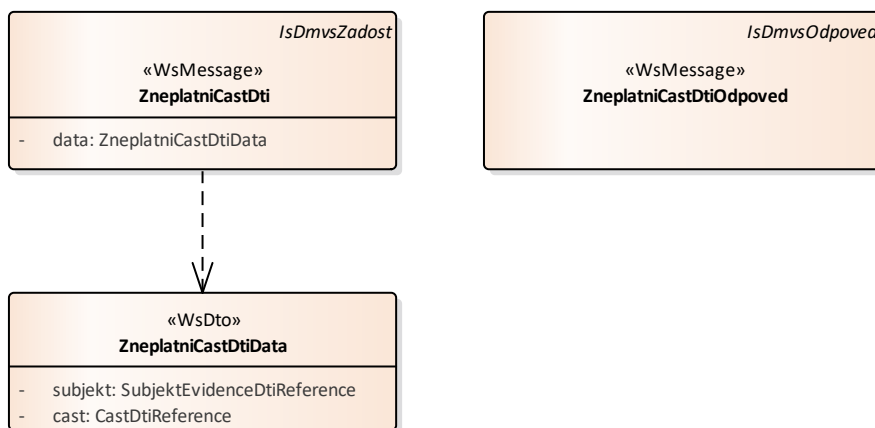 IsDmvsZadost
«WsMessage»
ZneplatniCastDti
- data: ZneplatniCastDtiData
IsDmvsOdpoved
«WsMessage»
ZneplatniCastDtiOdpoved
«WsDto»
ZneplatniCastDtiData
- subjekt: SubjektEvidenceDtiReference
- cast: CastDtiReference